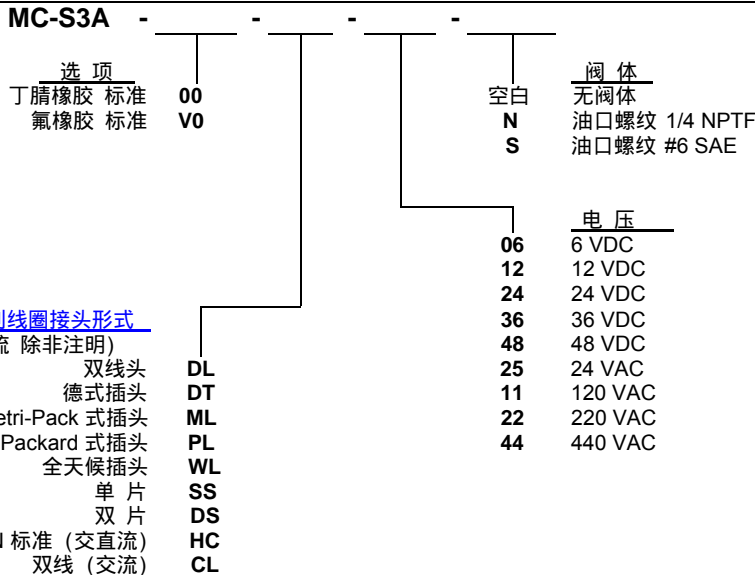 MC-S3A - - - -
选 项
丁腈橡胶 标准 00
氟橡胶 标准 V0
阀 体
空白 无阀体
N 油口螺纹 1/4 NPTF
S 油口螺纹 #6 SAE
电 压
06 6 VDC
12 12 VDC
24 24 VDC
36 36 VDC
48 48 VDC
25 24 VAC
11 120 VAC
22 220 VAC
44 440 VAC
线圈接头形式
除非注明)
双线头 DL
德式插头 DT
etri-Pack 式插头 ML
Packard 式插头 PL
全天候插头 WL
单 片 SS
双 片 DS
标准 (交直流) HC
双线 (交流) CL